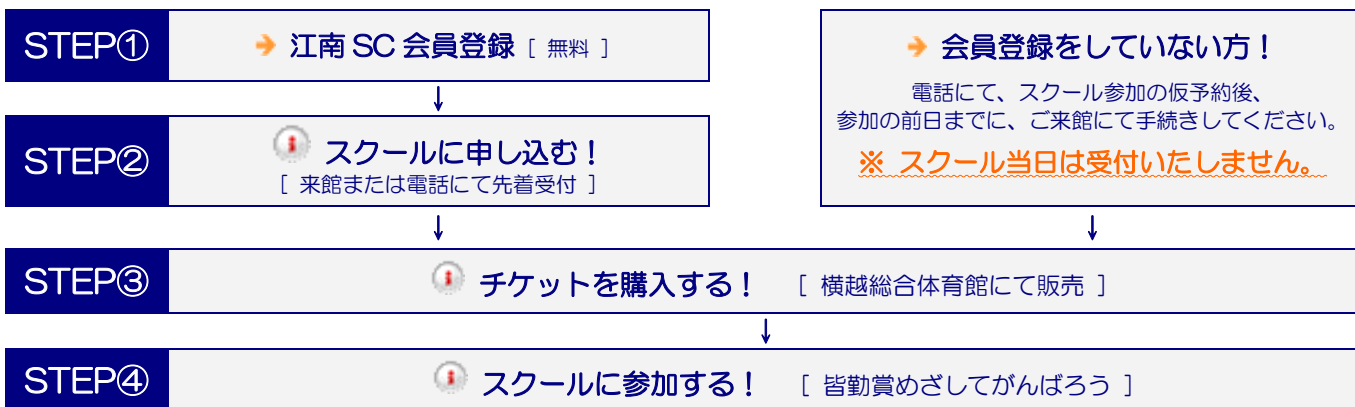 STEP① 江南 SC 会員登録 [ 無料 ]
会員登録をしていない方！
電話にて、スクール参加の仮予約後、
参加の前日までに、ご来館にて手続きしてください。
※ スクール当日は受付いたしません。
STEP② スクールに申し込む！
[ 来館または電話にて先着受付 ]
STEP③ チケットを購入する！ [ 横越総合体育館にて販売 ]
STEP④ スクールに参加する！ [ 皆勤賞めざしてがんばろう ]